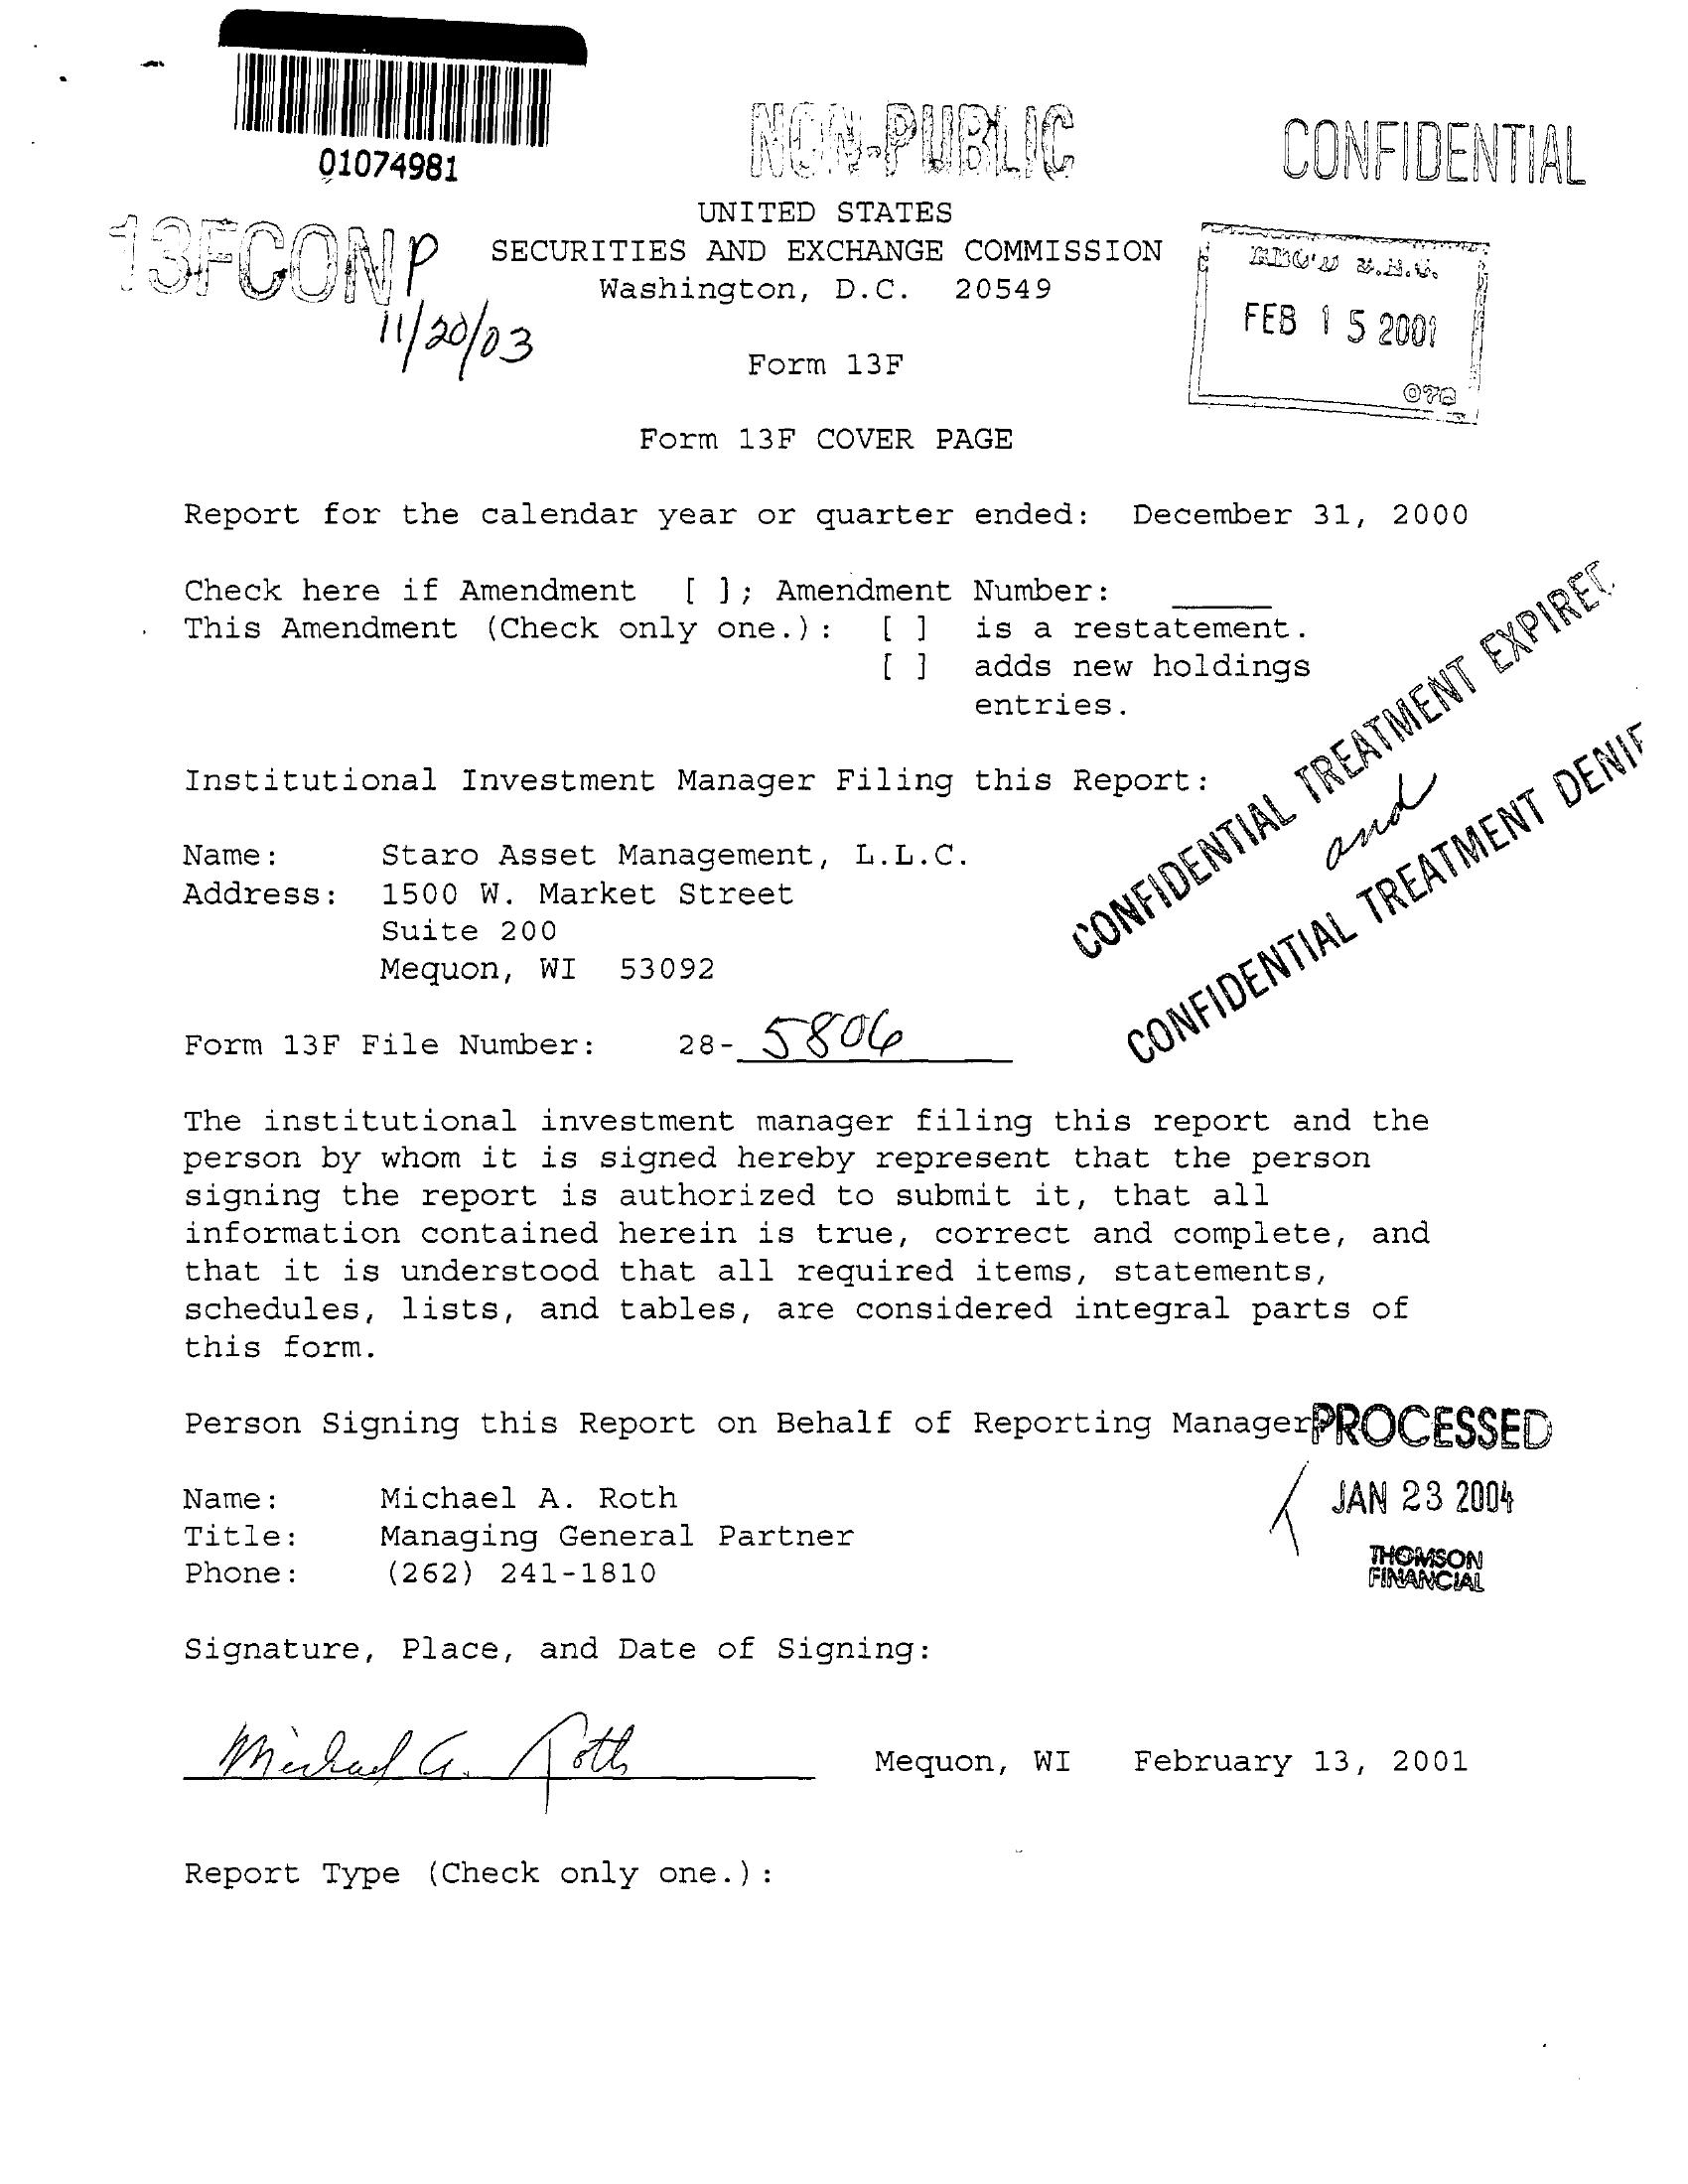 01074981
NON-PUBLIC
CONFIDENTIAL
13FCONP
11/20/03
UNITED STATES
SECURITIES AND EXCHANGE COMMISSION
Washington, D.C. 20549
REC'D S.E.C.
FEB 15 2001
Form 13F
Form 13F COVER PAGE
Report for the calendar year or quarter ended: December 31, 2000
Check here if Amendment [ ]; Amendment Number: _____
This Amendment (Check only one.): [ ] is a restatement.
[ ] adds new holdings
entries.
CONFIDENTIAL TREATMENT EXPIRED
and
CONFIDENTIAL TREATMENT DENIE
Institutional Investment Manager Filing this Report:
Name: Staro Asset Management, L.L.C.
Address: 1500 W. Market Street
Suite 200
Mequon, WI 53092
Form 13F File Number: 28-5806
The institutional investment manager filing this report and the
person by whom it is signed hereby represent that the person
signing the report is authorized to submit it, that all
information contained herein is true, correct and complete, and
that it is understood that all required items, statements,
schedules, lists, and tables, are considered integral parts of
this form.
Person Signing this Report on Behalf of Reporting Manager
PROCESSED
JAN 23 2004
THOMSON
FINANCIAL
Name: Michael A. Roth
Title: Managing General Partner
Phone: (262) 241-1810
Signature, Place, and Date of Signing:
Michael A. Roth
Mequon, WI February 13, 2001
Report Type (Check only one.):